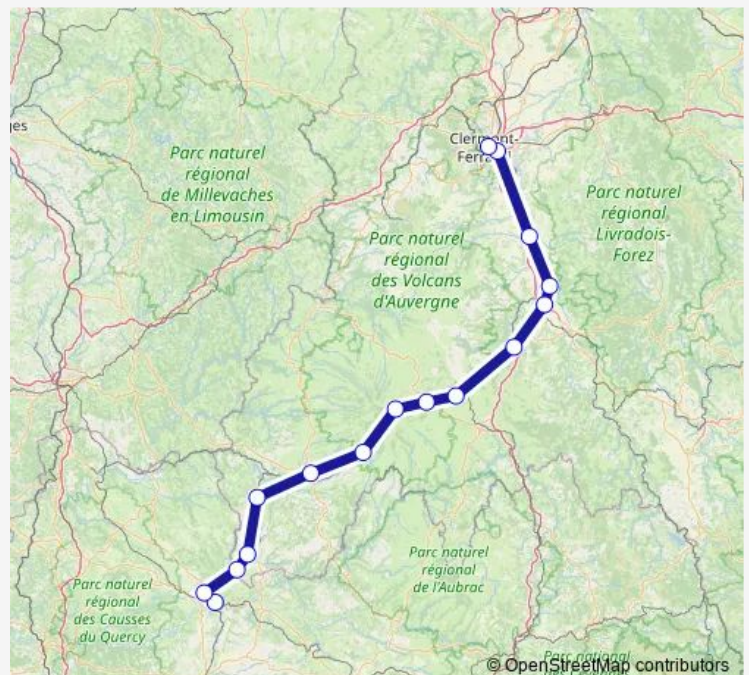 ges
Clermont-
Parc naturel
régional
de Millevaches
en Limousin
Parc naturel
régional
Livradois-
Forez
Parc naturel
régional
des Volcans
d'Auvergne
Parc naturel
régional
de l'Aubrac
Parc naturel
régional
des Causses
du Quercy
© OpenStreetMap contributors